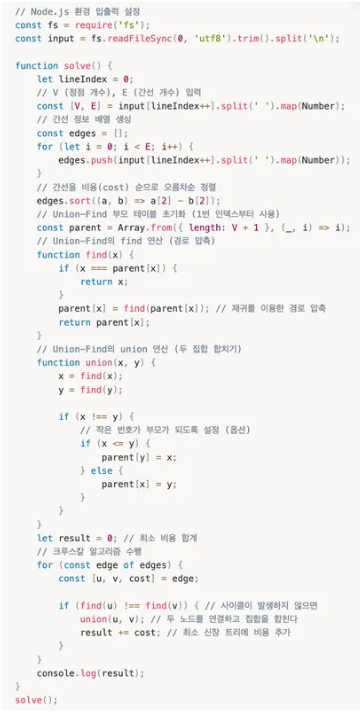 // Node.js 환경 입출력 설정
const fs = require('fs');
const input = fs.readFileSync(0, 'utf8').trim().split('\n');

function solve() {
    let lineIndex = 0;
    // V (정점 개수), E (간선 개수) 입력
    const [V, E] = input[lineIndex++].split(' ').map(Number);
    // 간선 정보 배열 생성
    const edges = [];
    for (let i = 0; i < E; i++) {
        edges.push(input[lineIndex++].split(' ').map(Number));
    }
    // 간선을 비용(cost) 순으로 오름차순 정렬
    edges.sort((a, b) => a[2] - b[2]);
    // Union-Find 부모 테이블 초기화 (1번 인덱스부터 사용)
    const parent = Array.from({ length: V + 1 }, (_, i) => i);
    // Union-Find의 find 연산 (경로 압축)
    function find(x) {
        if (x === parent[x]) {
            return x;
        }
        parent[x] = find(parent[x]); // 재귀를 이용한 경로 압축
        return parent[x];
    }
    // Union-Find의 union 연산 (두 집합 합치기)
    function union(x, y) {
        x = find(x);
        y = find(y);

        if (x !== y) {
            // 작은 번호가 부모가 되도록 설정 (옵션)
            if (x <= y) {
                parent[y] = x;
            } else {
                parent[x] = y;
            }
        }
    }
    let result = 0; // 최소 비용 합계
    // 크루스칼 알고리즘 수행
    for (const edge of edges) {
        const [u, v, cost] = edge;

        if (find(u) !== find(v)) { // 사이클이 발생하지 않으면
            union(u, v); // 두 노드를 연결하고 집합을 합친다
            result += cost; // 최소 신장 트리에 비용 추가
        }
    }
    console.log(result);
}
solve();